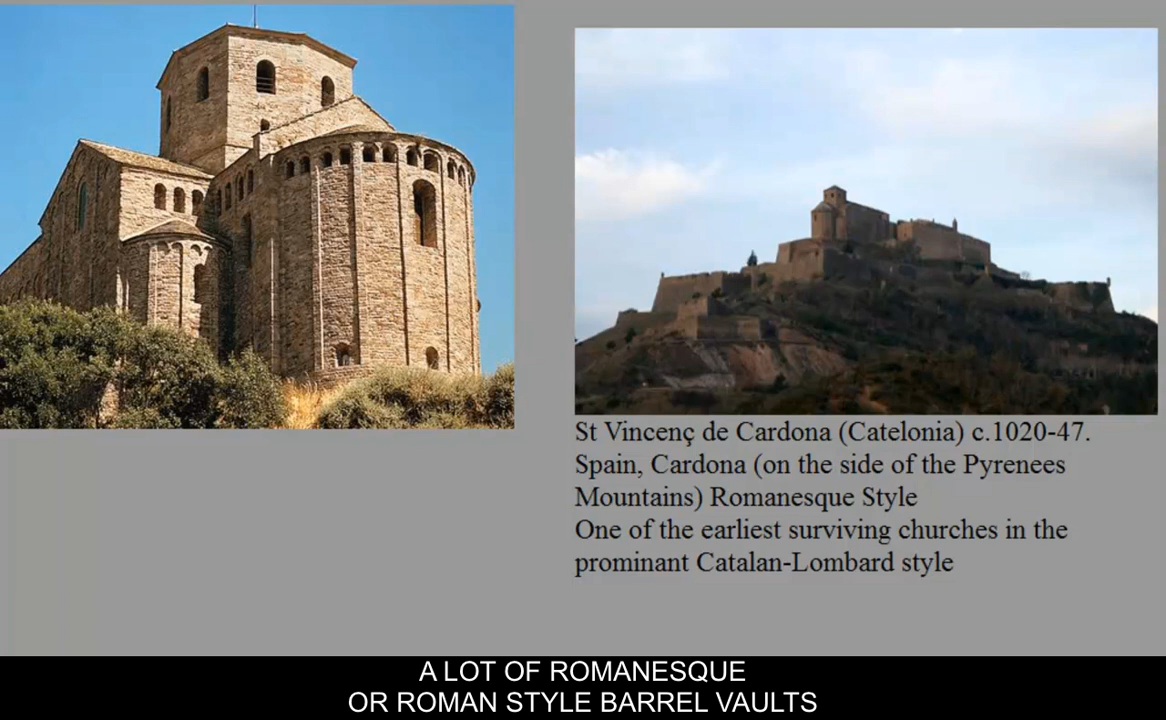 St Vincenç de Cardona (Catelonia) c.1020-47.
Spain, Cardona (on the side of the Pyrenees
Mountains) Romanesque Style
One of the earliest surviving churches in the
prominant Catalan-Lombard style
A LOT OF ROMANESQUE
OR ROMAN STYLE BARREL VAULTS